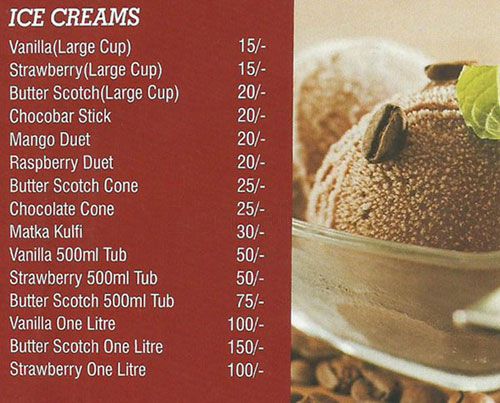 ICE CREAMS
Vanilla(Large Cup) 15/-
Strawberry(Large Cup) 15/-
Butter Scotch(Large Cup) 20/-
Chocobar Stick 20/-
Mango Duet 20/-
Raspberry Duet 20/-
Butter Scotch Cone 25/-
Chocolate Cone 25/-
Matka Kulfi 30/-
Vanilla 500ml Tub 50/-
Strawberry 500ml Tub 50/-
Butter Scotch 500ml Tub 75/-
Vanilla One Litre 100/-
Butter Scotch One Litre 150/-
Strawberry One Litre 100/-